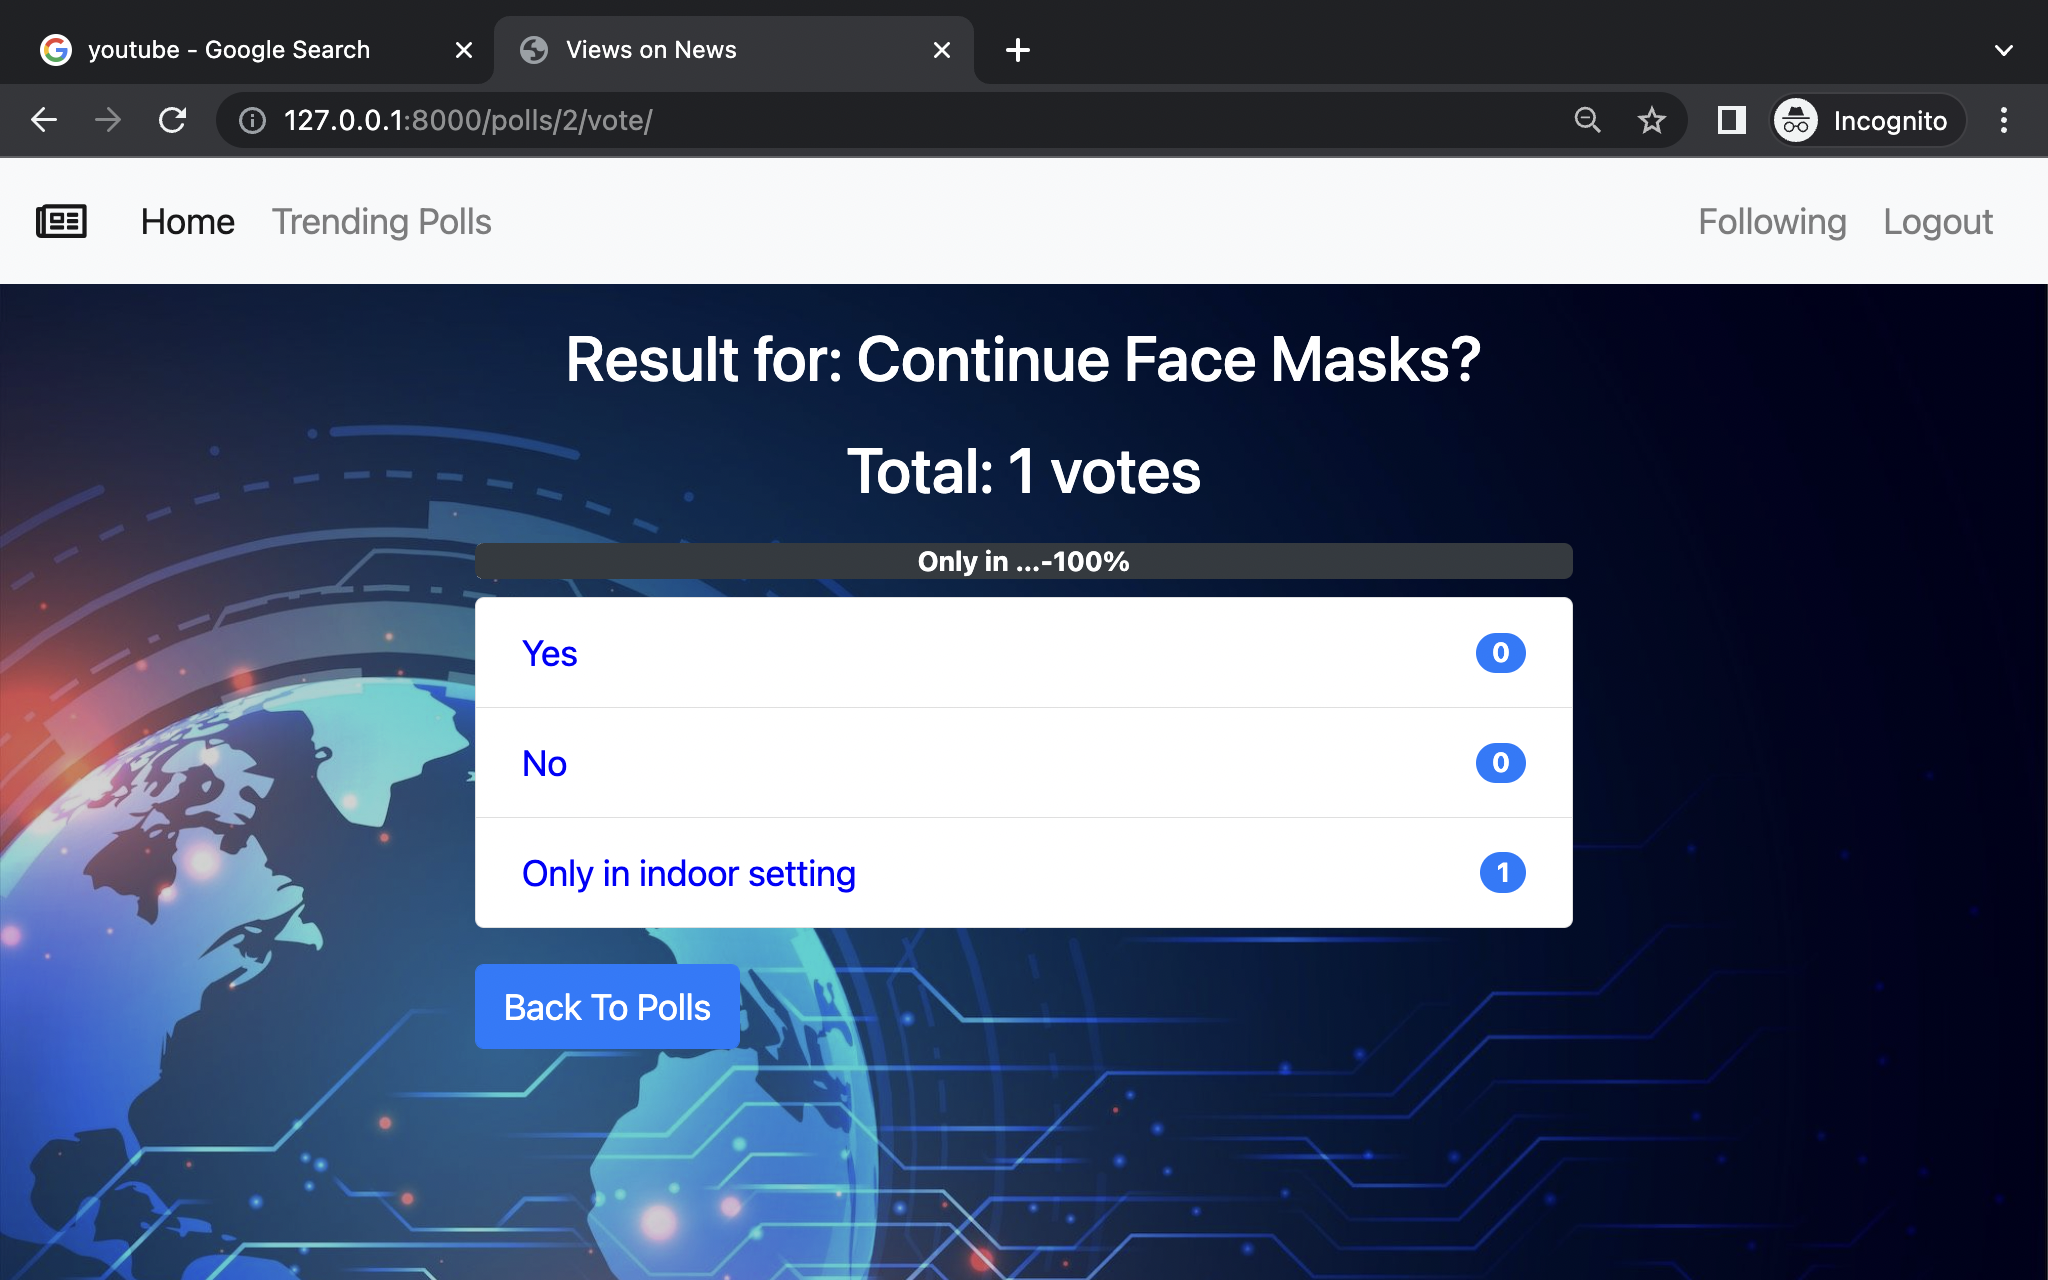 youtube - Google Search
Views on News
127.0.0.1:8000/polls/2/vote/
Incognito
Home Trending Polls Following Logout
Result for: Continue Face Masks?
Total: 1 votes
Only in ...-100%
Yes 0
No 0
Only in indoor setting 1
Back To Polls